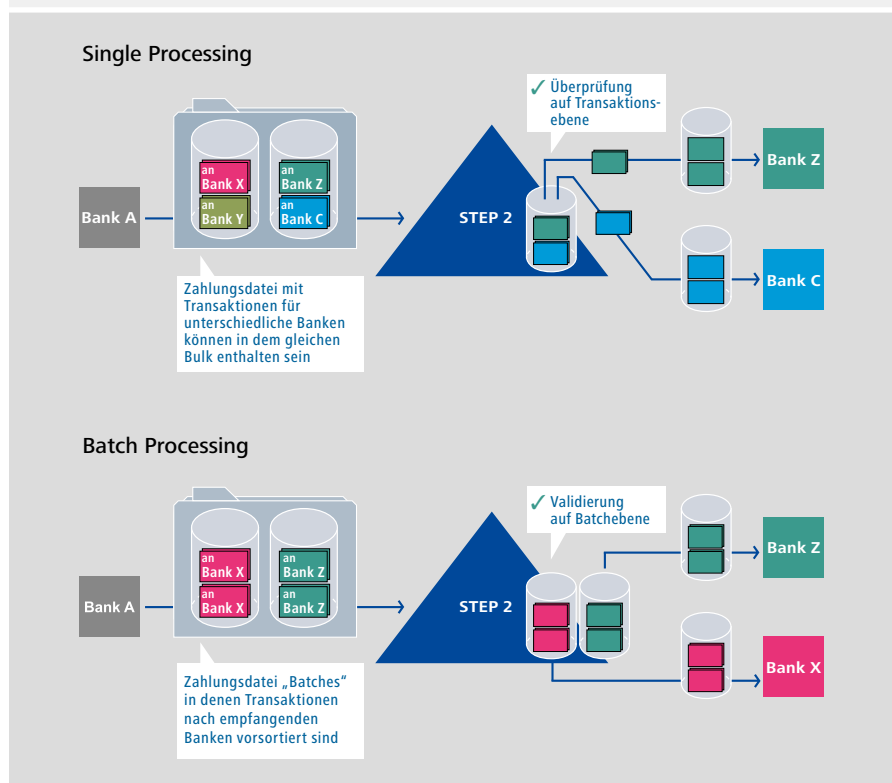 Single Processing
✓ Überprüfung
auf Transaktions-
ebene
an
Bank X
an
Bank Z
Bank Z
Bank A
an
Bank Y
an
Bank C
STEP 2
Zahlungsdatei mit
Transaktionen für
unterschiedliche Banken
können in dem gleichen
Bulk enthalten sein
Bank C
Batch Processing
✓ Validierung
auf Batchebene
an
Bank X
an
Bank Z
Bank Z
Bank A
an
Bank X
an
Bank Z
STEP 2
Zahlungsdatei „Batches“
in denen Transaktionen
nach empfangenden
Banken vorsortiert sind
Bank X